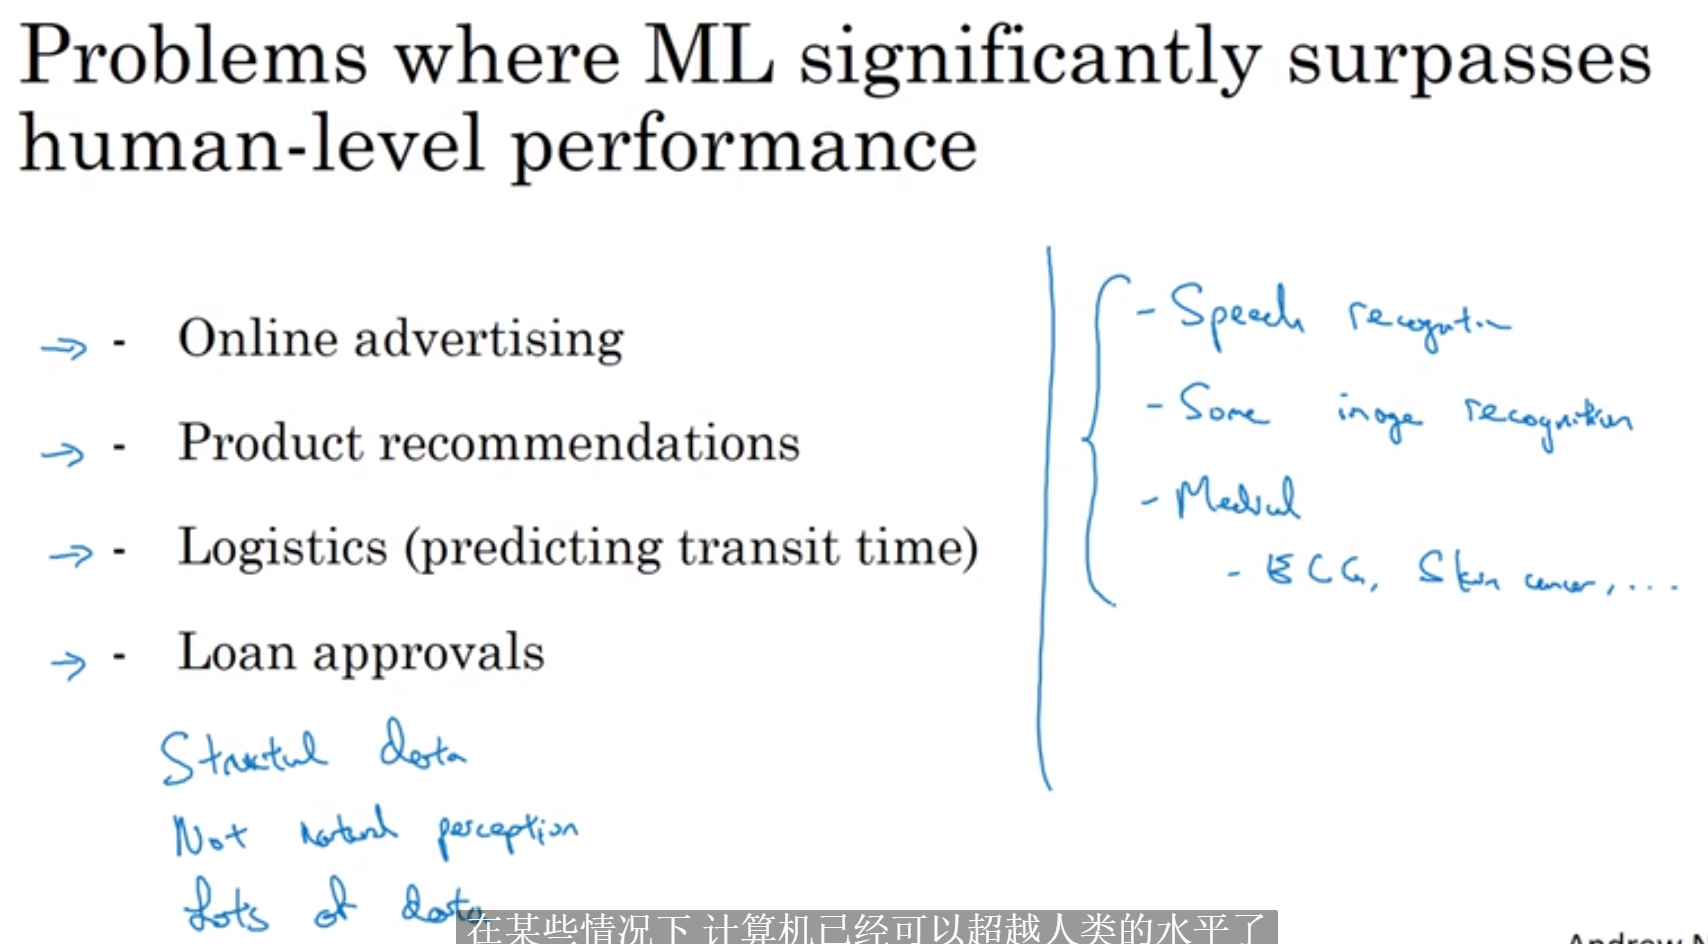 Problems where ML significantly surpasses
human-level performance
- Online advertising
- Product recommendations
- Logistics (predicting transit time)
- Loan approvals
Structural data
Not natural perception
Lots of data
- Speech recognition
- Some image recognition
- Medical
- ECG, Skin cancer, ....
在某些情况下 计算机已经可以超越人类的水平了
Andrew N